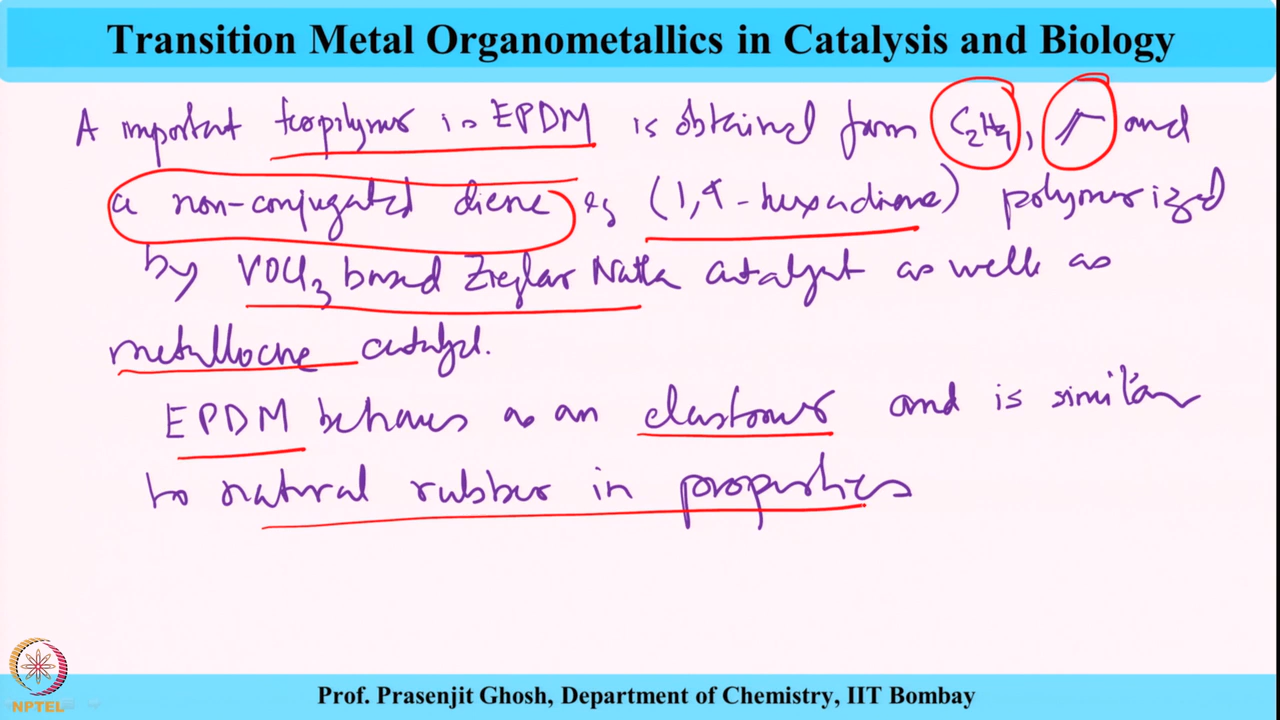 Transition Metal Organometallics in Catalysis and Biology
A important terpolymer is EPDM is obtained from C₂H₄, and
a non-conjugated diene eg (1,4-hexadiene) polymerized
by VOCl₃ based Zieglar Natta catalyst as well as
metallocene catalyst.
EPDM behaves as an elastomer and is similar
to natural rubber in properties
NPTEL
Prof. Prasenjit Ghosh, Department of Chemistry, IIT Bombay